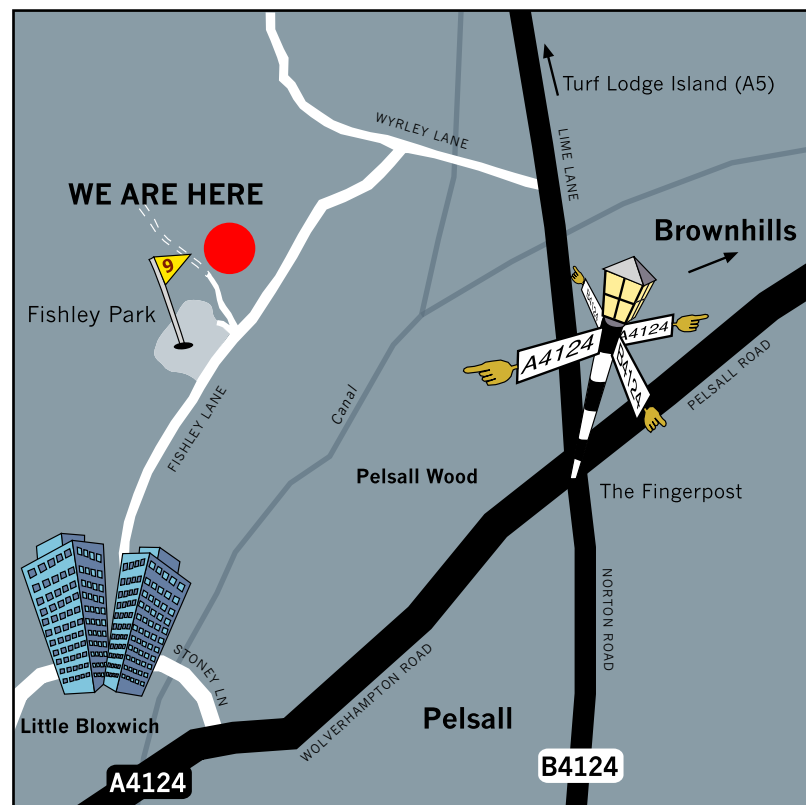 Turf Lodge Island (A5)
WYRLEY LANE
LIME LANE
WE ARE HERE
Brownhills
9
Fishley Park
B4124
A4124
A4124
B4124
PELSALL ROAD
FISHLEY LANE
Canal
Pelsall Wood
The Fingerpost
NORTON ROAD
STONEY LN
WOLVERHAMPTON ROAD
Pelsall
Little Bloxwich
B4124
A4124